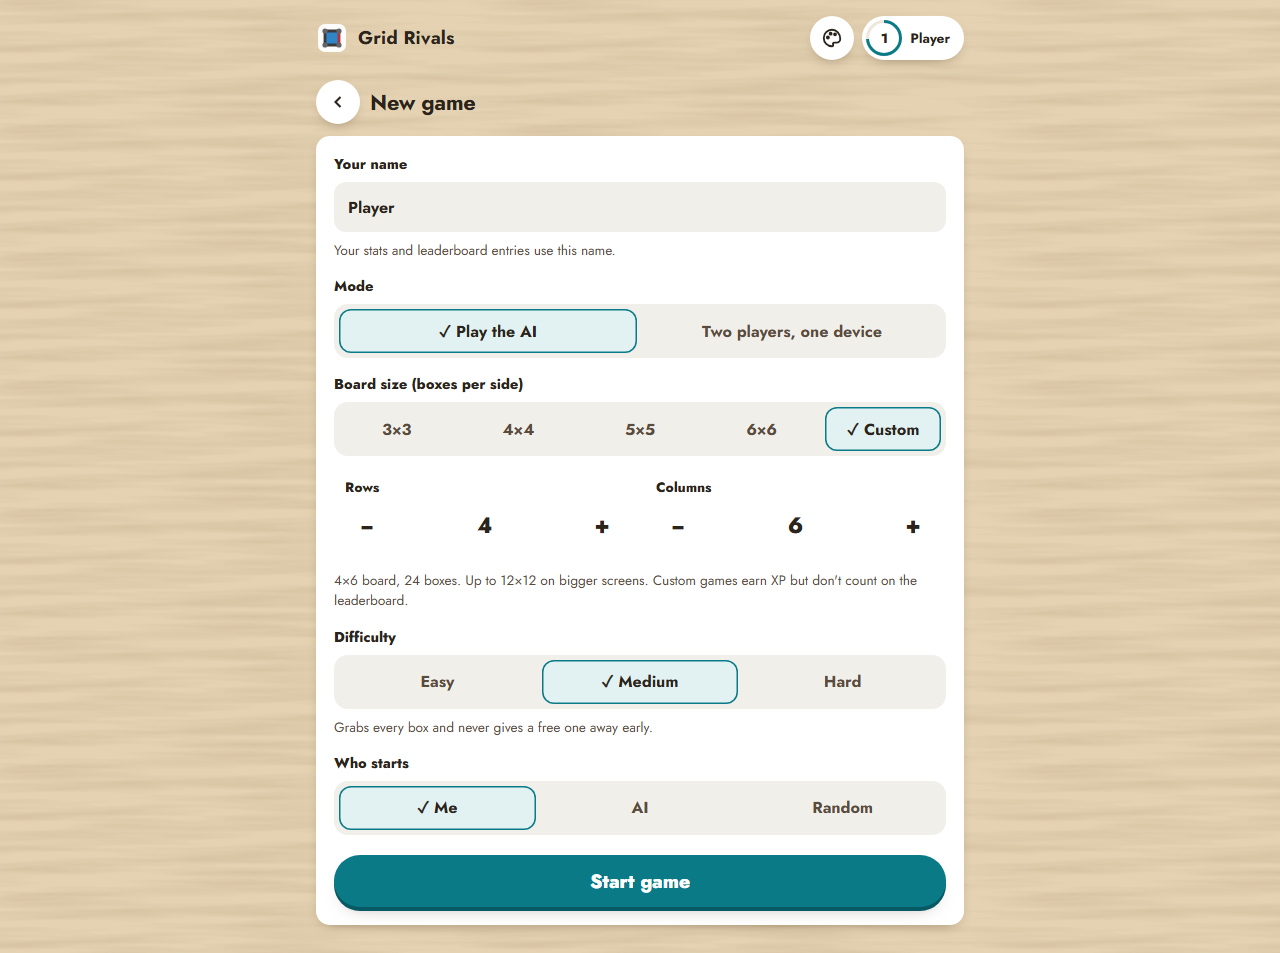 Grid Rivals
1 Player
New game
Your name
Player
Your stats and leaderboard entries use this name.
Mode
✓ Play the AI
Two players, one device
Board size (boxes per side)
3×3
4×4
5×5
6×6
✓ Custom
Rows
Columns
– 4 +
– 6 +
4×6 board, 24 boxes. Up to 12×12 on bigger screens. Custom games earn XP but don't count on the
leaderboard.
Difficulty
Easy
✓ Medium
Hard
Grabs every box and never gives a free one away early.
Who starts
✓ Me
AI
Random
Start game